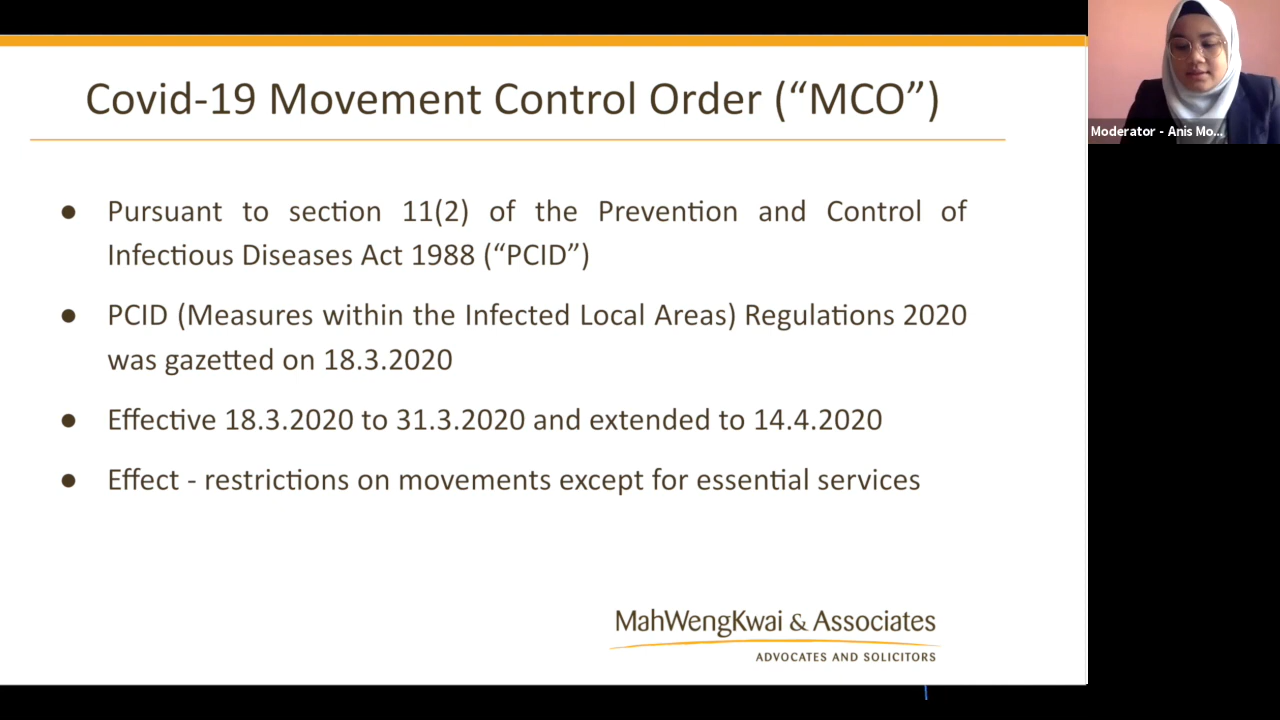 Covid-19 Movement Control Order (“MCO”)
● Pursuant to section 11(2) of the Prevention and Control of
Infectious Diseases Act 1988 (“PCID”)
● PCID (Measures within the Infected Local Areas) Regulations 2020
was gazetted on 18.3.2020
● Effective 18.3.2020 to 31.3.2020 and extended to 14.4.2020
● Effect - restrictions on movements except for essential services
MahWengKwai & Associates
ADVOCATES AND SOLICITORS
Moderator - Anis Mo...